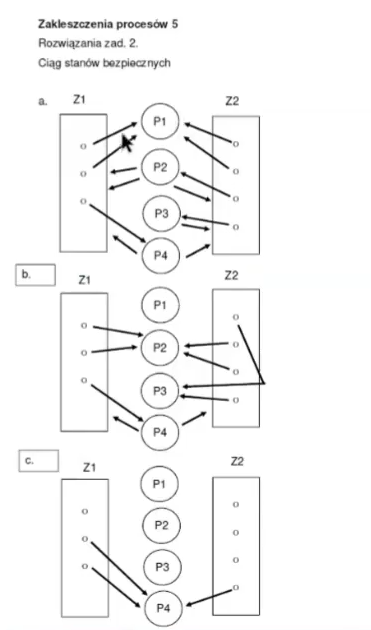 Zakleszczenia procesów 5
Rozwiązania zad. 2.
Ciąg stanów bezpiecznych
a. Z1 Z2
P1
P2
P3
P4
b. Z1 Z2
P1
P2
P3
P4
c. Z1 Z2
P1
P2
P3
P4